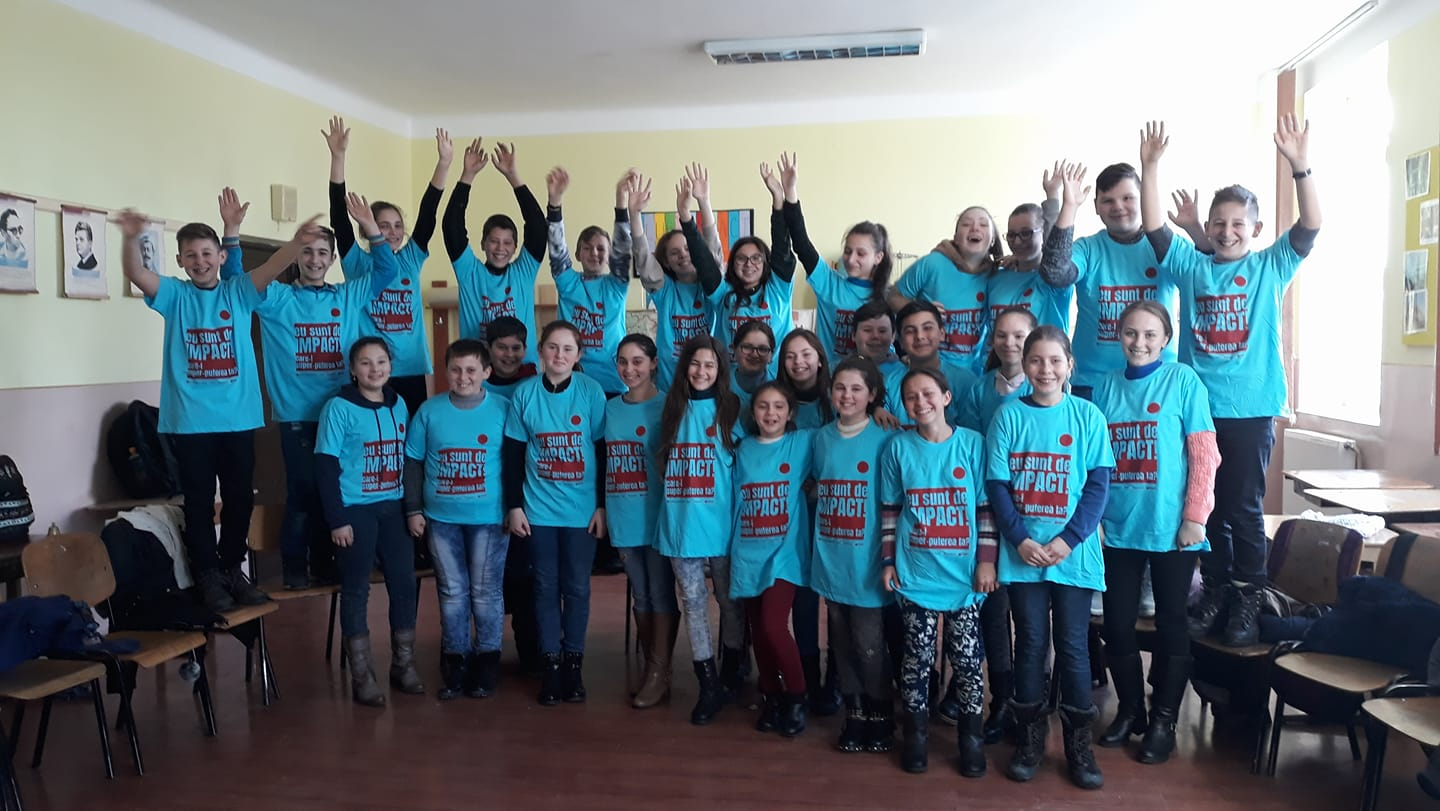 eu sunt de
IMPACT!
care-i
super-puterea ta?